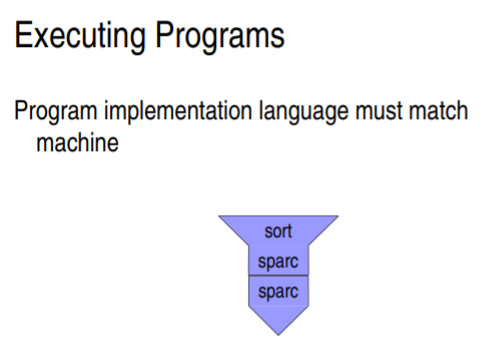 Executing Programs
Program implementation language must match
machine
sort
sparc
sparc